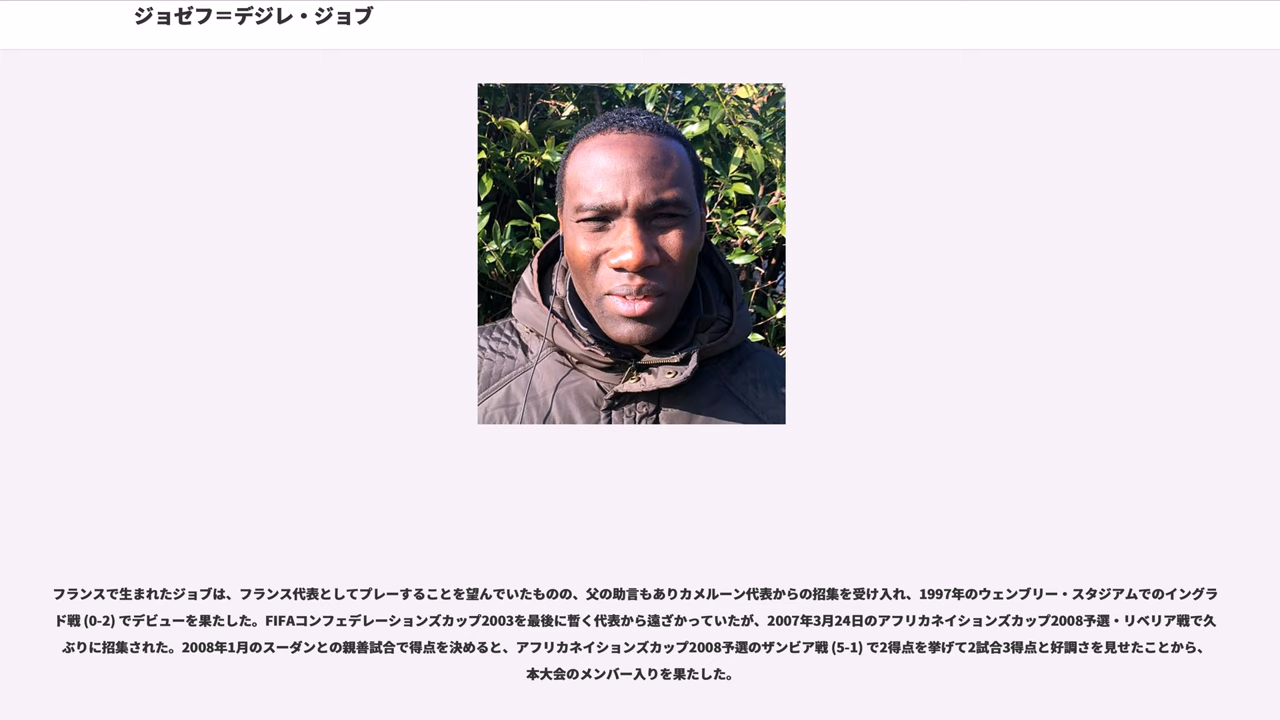 ジョゼフ＝デジレ・ジョブ
フランスで生まれたジョブは、フランス代表としてプレーすることを望んでいたものの、父の助言もありカメルーン代表からの招集を受け入れ、1997年のウェンブリー・スタジアムでのイングラ
ド戦 (0-2) でデビューを果たした。FIFAコンフェデレーションズカップ2003を最後に暫く代表から遠ざかっていたが、2007年3月24日のアフリカネイションズカップ2008予選・リベリア戦で久
ぶりに招集された。2008年1月のスーダンとの親善試合で得点を決めると、アフリカネイションズカップ2008予選のザンビア戦 (5-1) で2得点を挙げて2試合3得点と好調さを見せたことから、
本大会のメンバー入りを果たした。